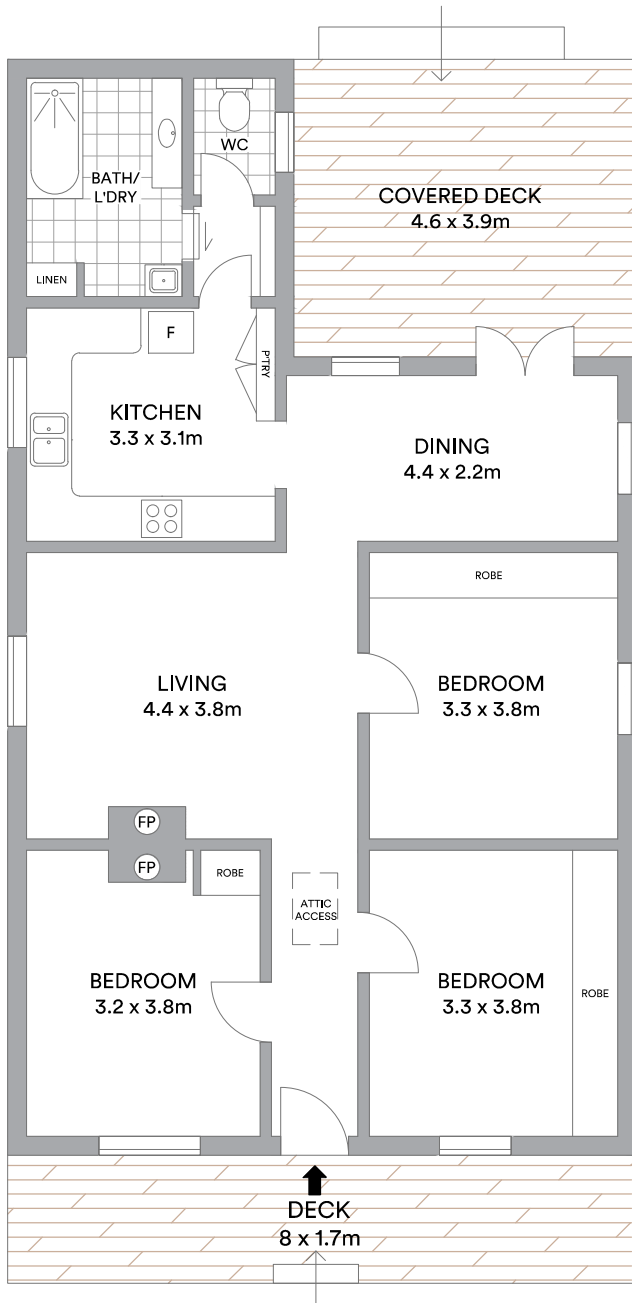 WC
BATH/
L'DRY
COVERED DECK
4.6 x 3.9m
LINEN
F
PTRY
KITCHEN
3.3 x 3.1m
DINING
4.4 x 2.2m
ROBE
LIVING
4.4 x 3.8m
BEDROOM
3.3 x 3.8m
FP
FP
ROBE
ATTIC
ACCESS
BEDROOM
3.2 x 3.8m
BEDROOM
3.3 x 3.8m
ROBE
DECK
8 x 1.7m